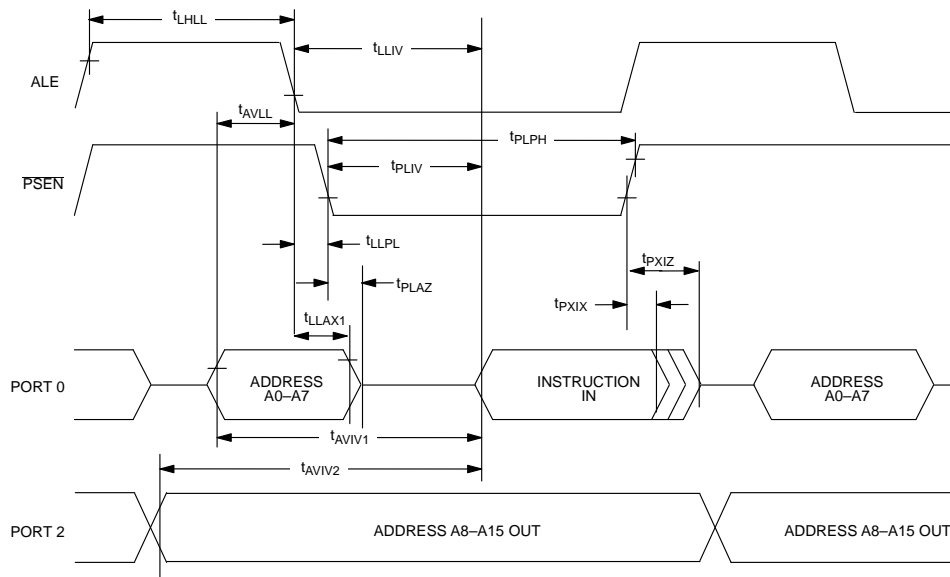 tLHLL
tLLIV
ALE
tAVLL
tPLPH
tPLIV
PSEN
tLLPL
tPXIZ
tPLAZ
tPXIX
tLLAX1
PORT 0
ADDRESS
A0–A7
INSTRUCTION
IN
ADDRESS
A0–A7
tAVIV1
tAVIV2
PORT 2
ADDRESS A8–A15 OUT
ADDRESS A8–A15 OUT